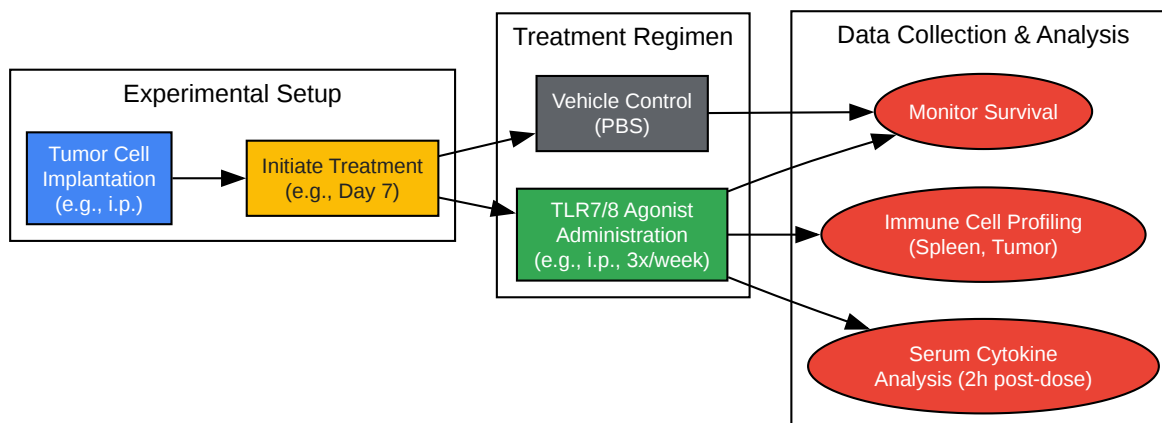 Experimental Setup
Tumor Cell
Implantation
(e.g., i.p.)
Initiate Treatment
(e.g., Day 7)
Treatment Regimen
Vehicle Control
(PBS)
TLR7/8 Agonist
Administration
(e.g., i.p., 3x/week)
Data Collection & Analysis
Monitor Survival
Immune Cell Profiling
(Spleen, Tumor)
Serum Cytokine
Analysis (2h post-dose)